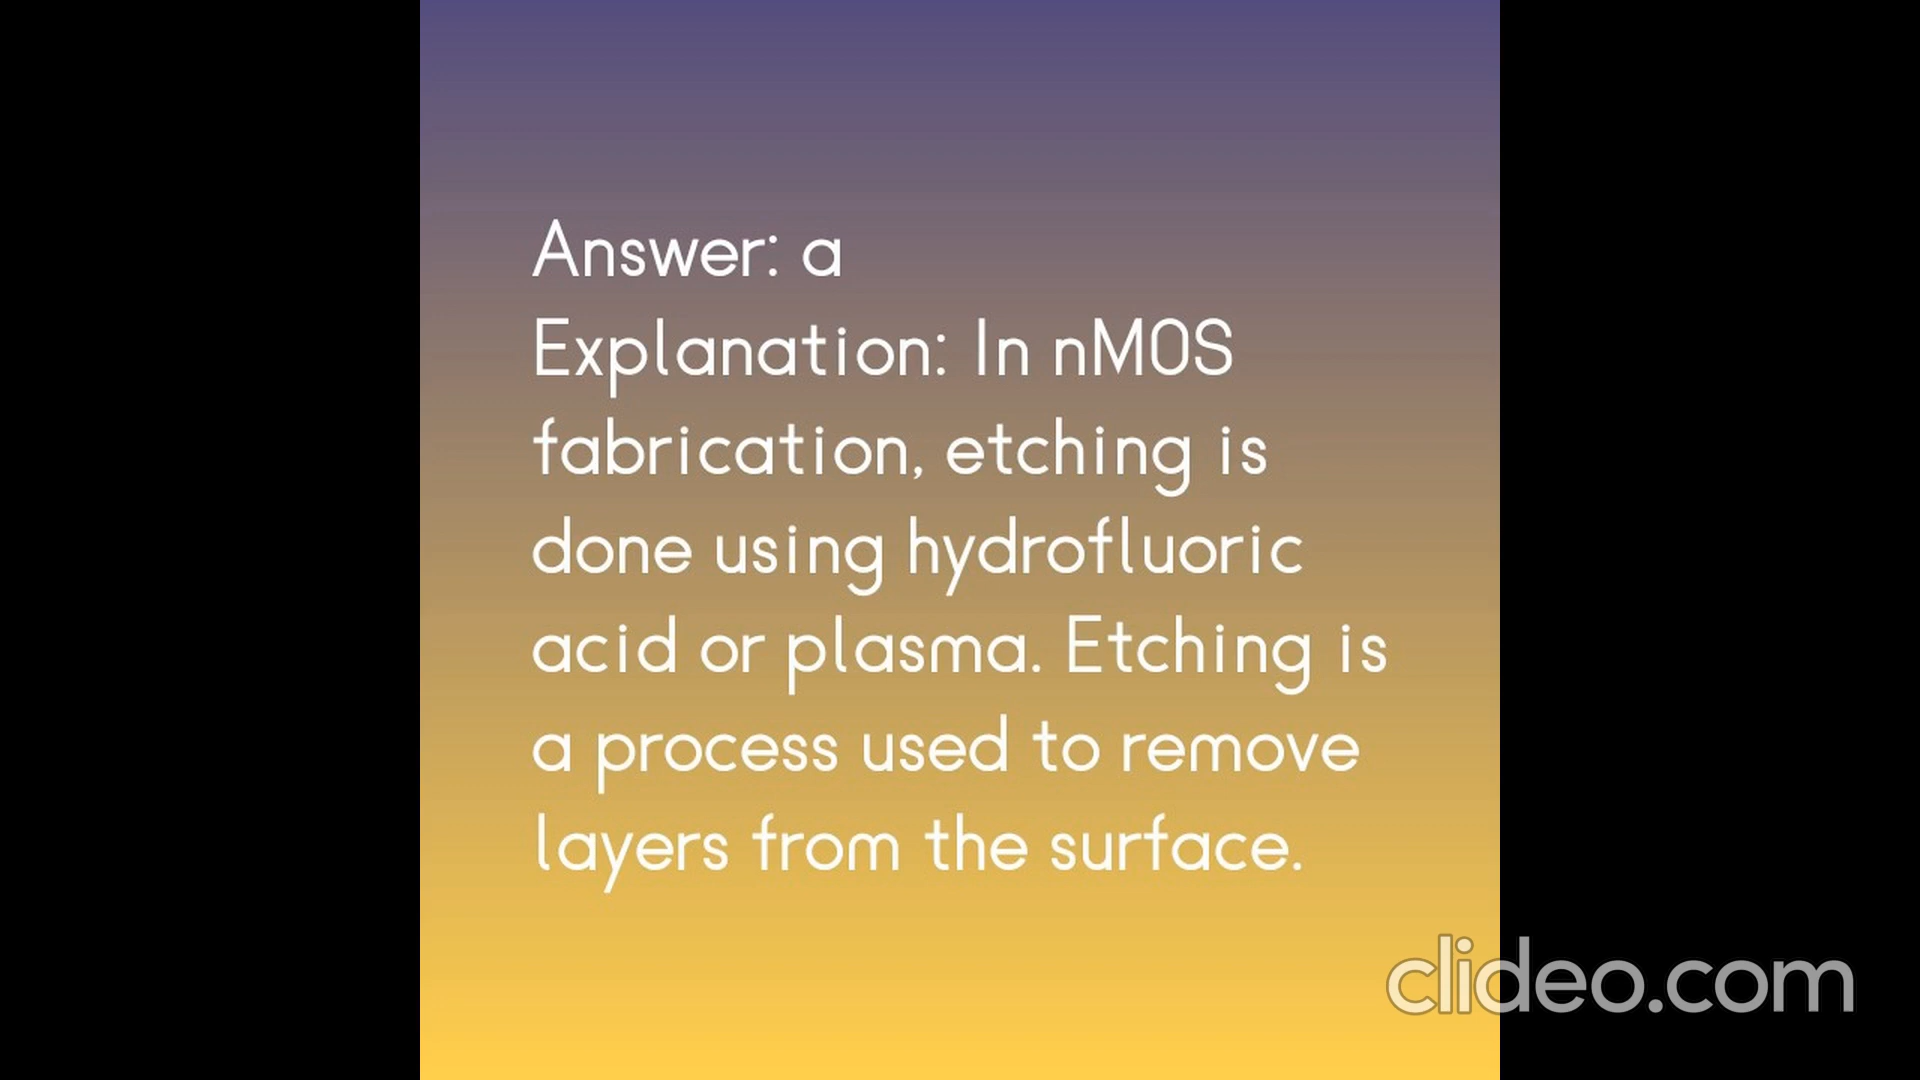 Answer: a
Explanation: In nMOS
fabrication, etching is
done using hydrofluoric
acid or plasma. Etching is
a process used to remove
layers from the surface.
clideo.com